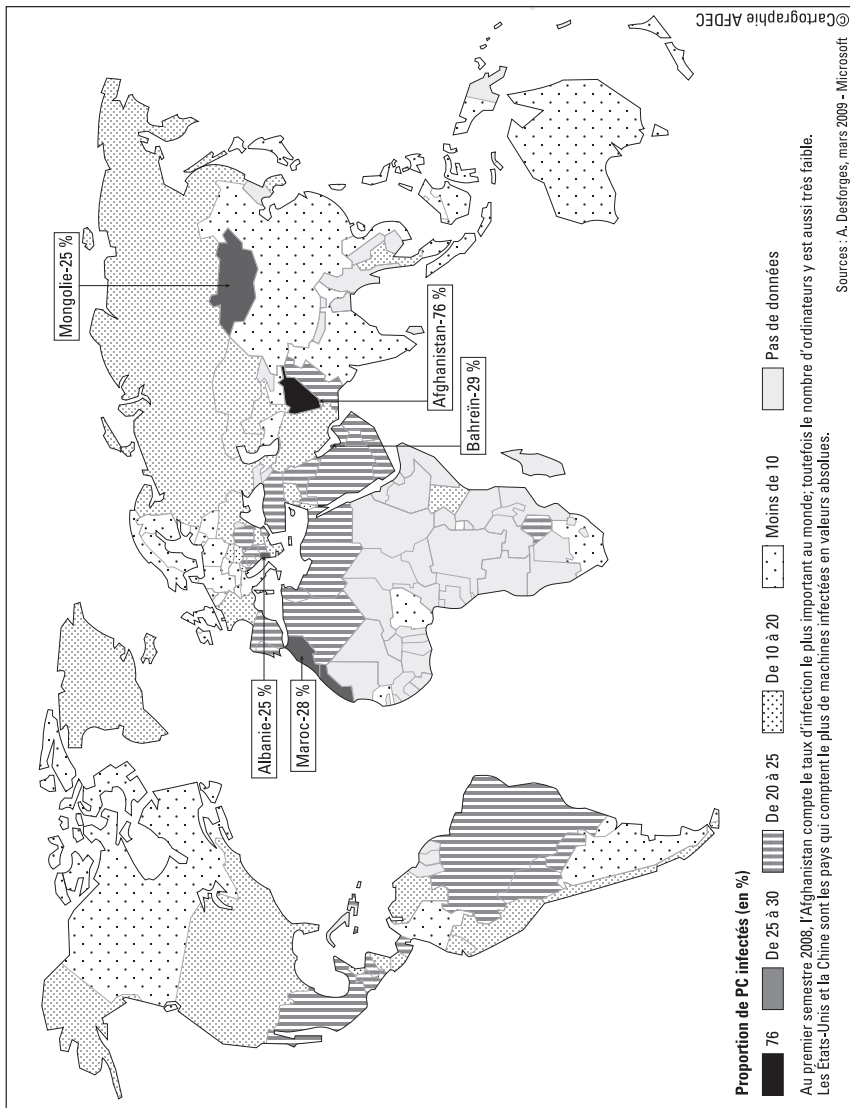 Mongolie-25 %
Afghanistan-76 %
Bahreïn-29 %
Albanie-25 %
Maroc-28 %
Proportion de PC infectés (en %)
76
De 25 à 30
De 20 à 25
De 10 à 20
Moins de 10
Pas de données
Au premier semestre 2008, l'Afghanistan compte le taux d'infection le plus important au monde; toutefois le nombre d'ordinateurs y est aussi très faible.
Les États-Unis et la Chine sont les pays qui comptent le plus de machines infectées en valeurs absolues.
Sources : A. Desforges, mars 2009 - Microsoft
©Cartographie AFDEC